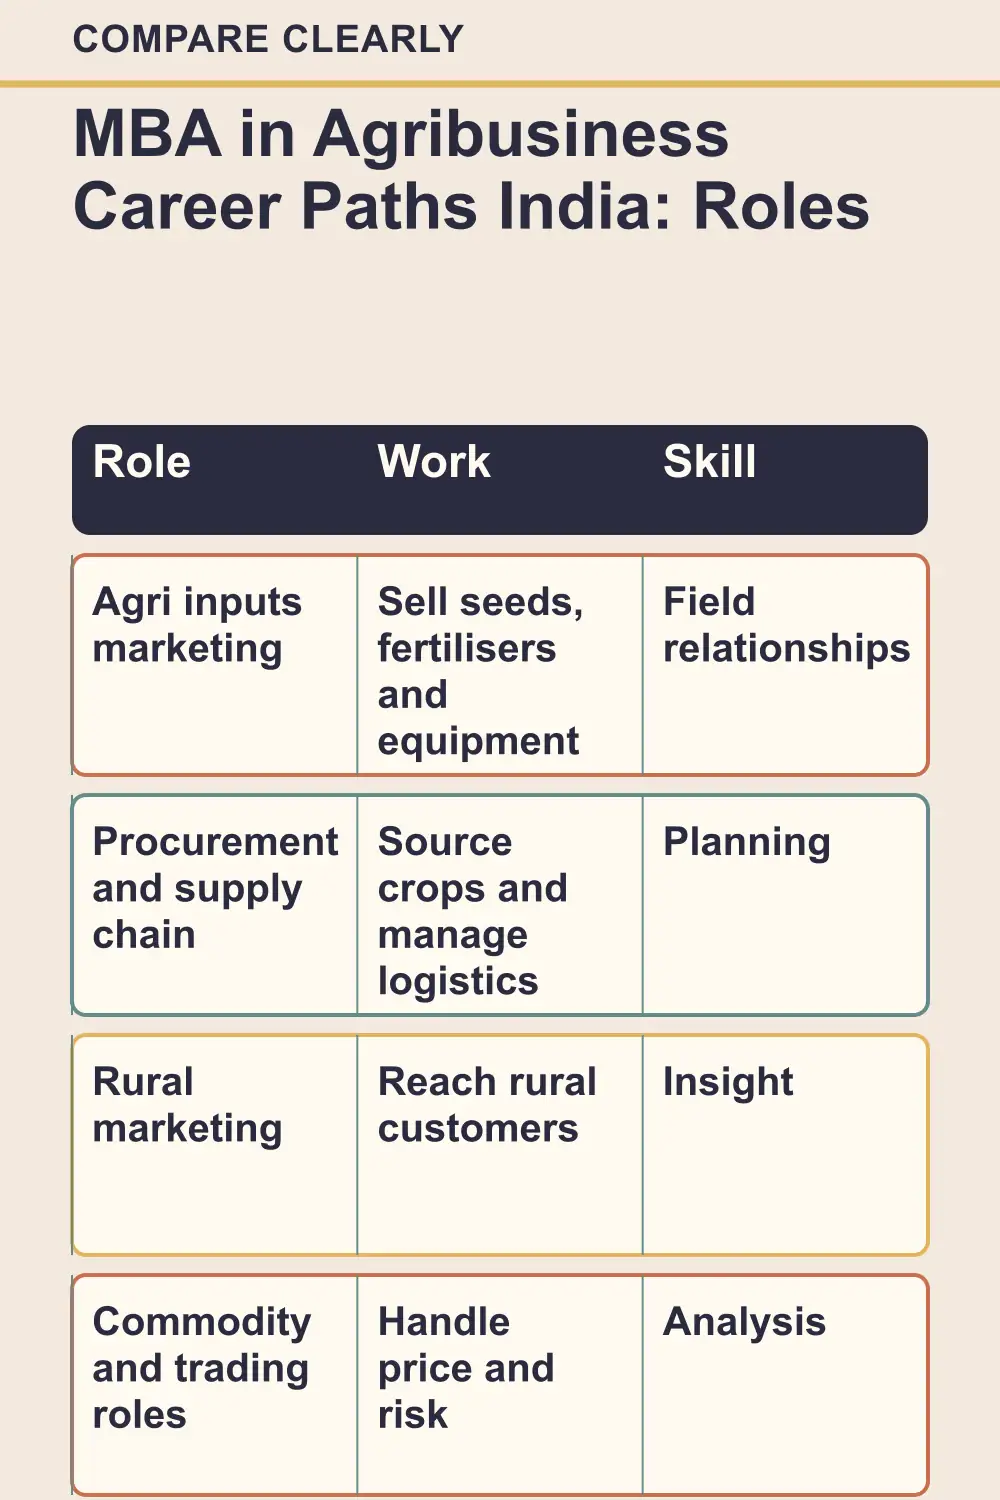 COMPARE CLEARLY
MBA in Agribusiness
Career Paths India: Roles
Role Work Skill
Agri inputs
marketing
Sell seeds,
fertilisers
and
equipment
Field
relationships
Procurement
and supply
chain
Source
crops and
manage
logistics
Planning
Rural
marketing
Reach rural
customers
Insight
Commodity
and trading
roles
Handle
price and
risk
Analysis